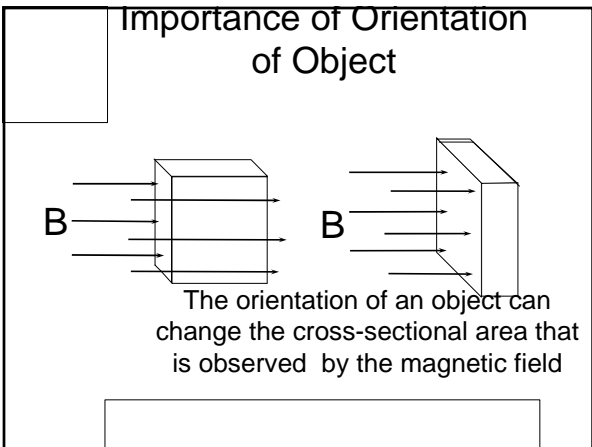 Importance of Orientation
of Object
B
B
The orientation of an object can
change the cross-sectional area that
is observed by the magnetic field